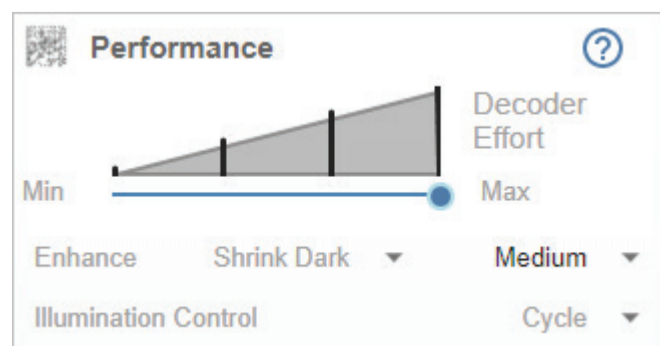 Performance
?
Decoder
Effort
Min
Max
Enhance Shrink Dark Medium
Illumination Control Cycle